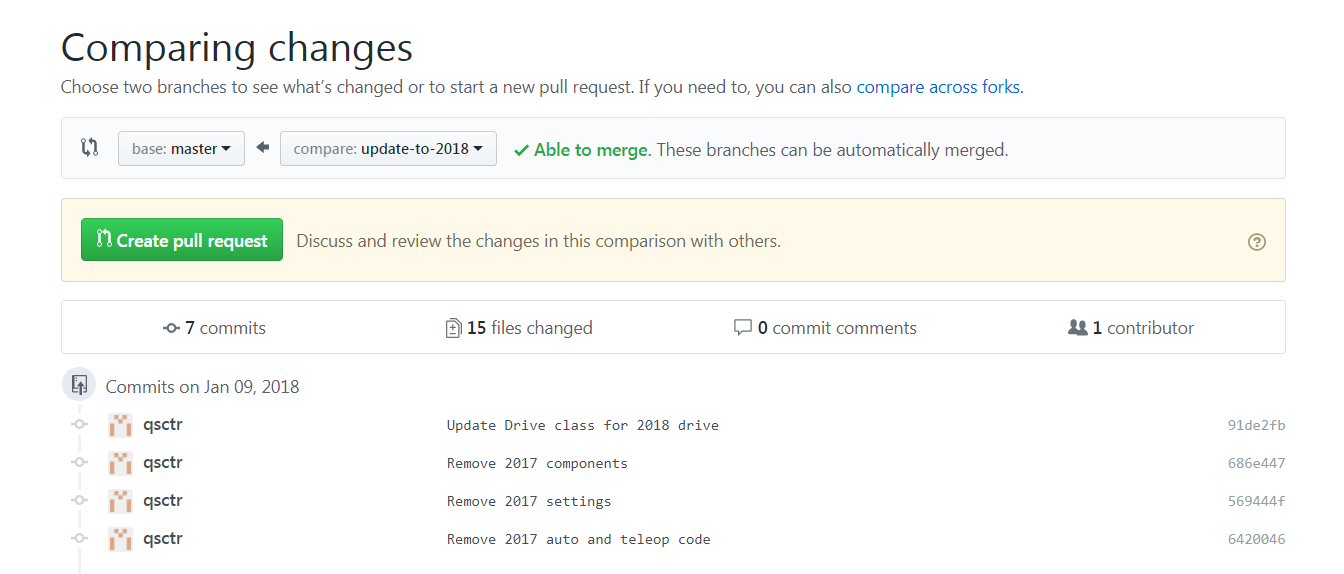 Comparing changes
Choose two branches to see what’s changed or to start a new pull request. If you need to, you can also compare across forks.
base: master compare: update-to-2018 Able to merge. These branches can be automatically merged.
Create pull request Discuss and review the changes in this comparison with others.
7 commits 15 files changed 0 commit comments 1 contributor
Commits on Jan 09, 2018
qsctr Update Drive class for 2018 drive 91de2fb
qsctr Remove 2017 components 686e447
qsctr Remove 2017 settings 569444f
qsctr Remove 2017 auto and teleop code 6420046